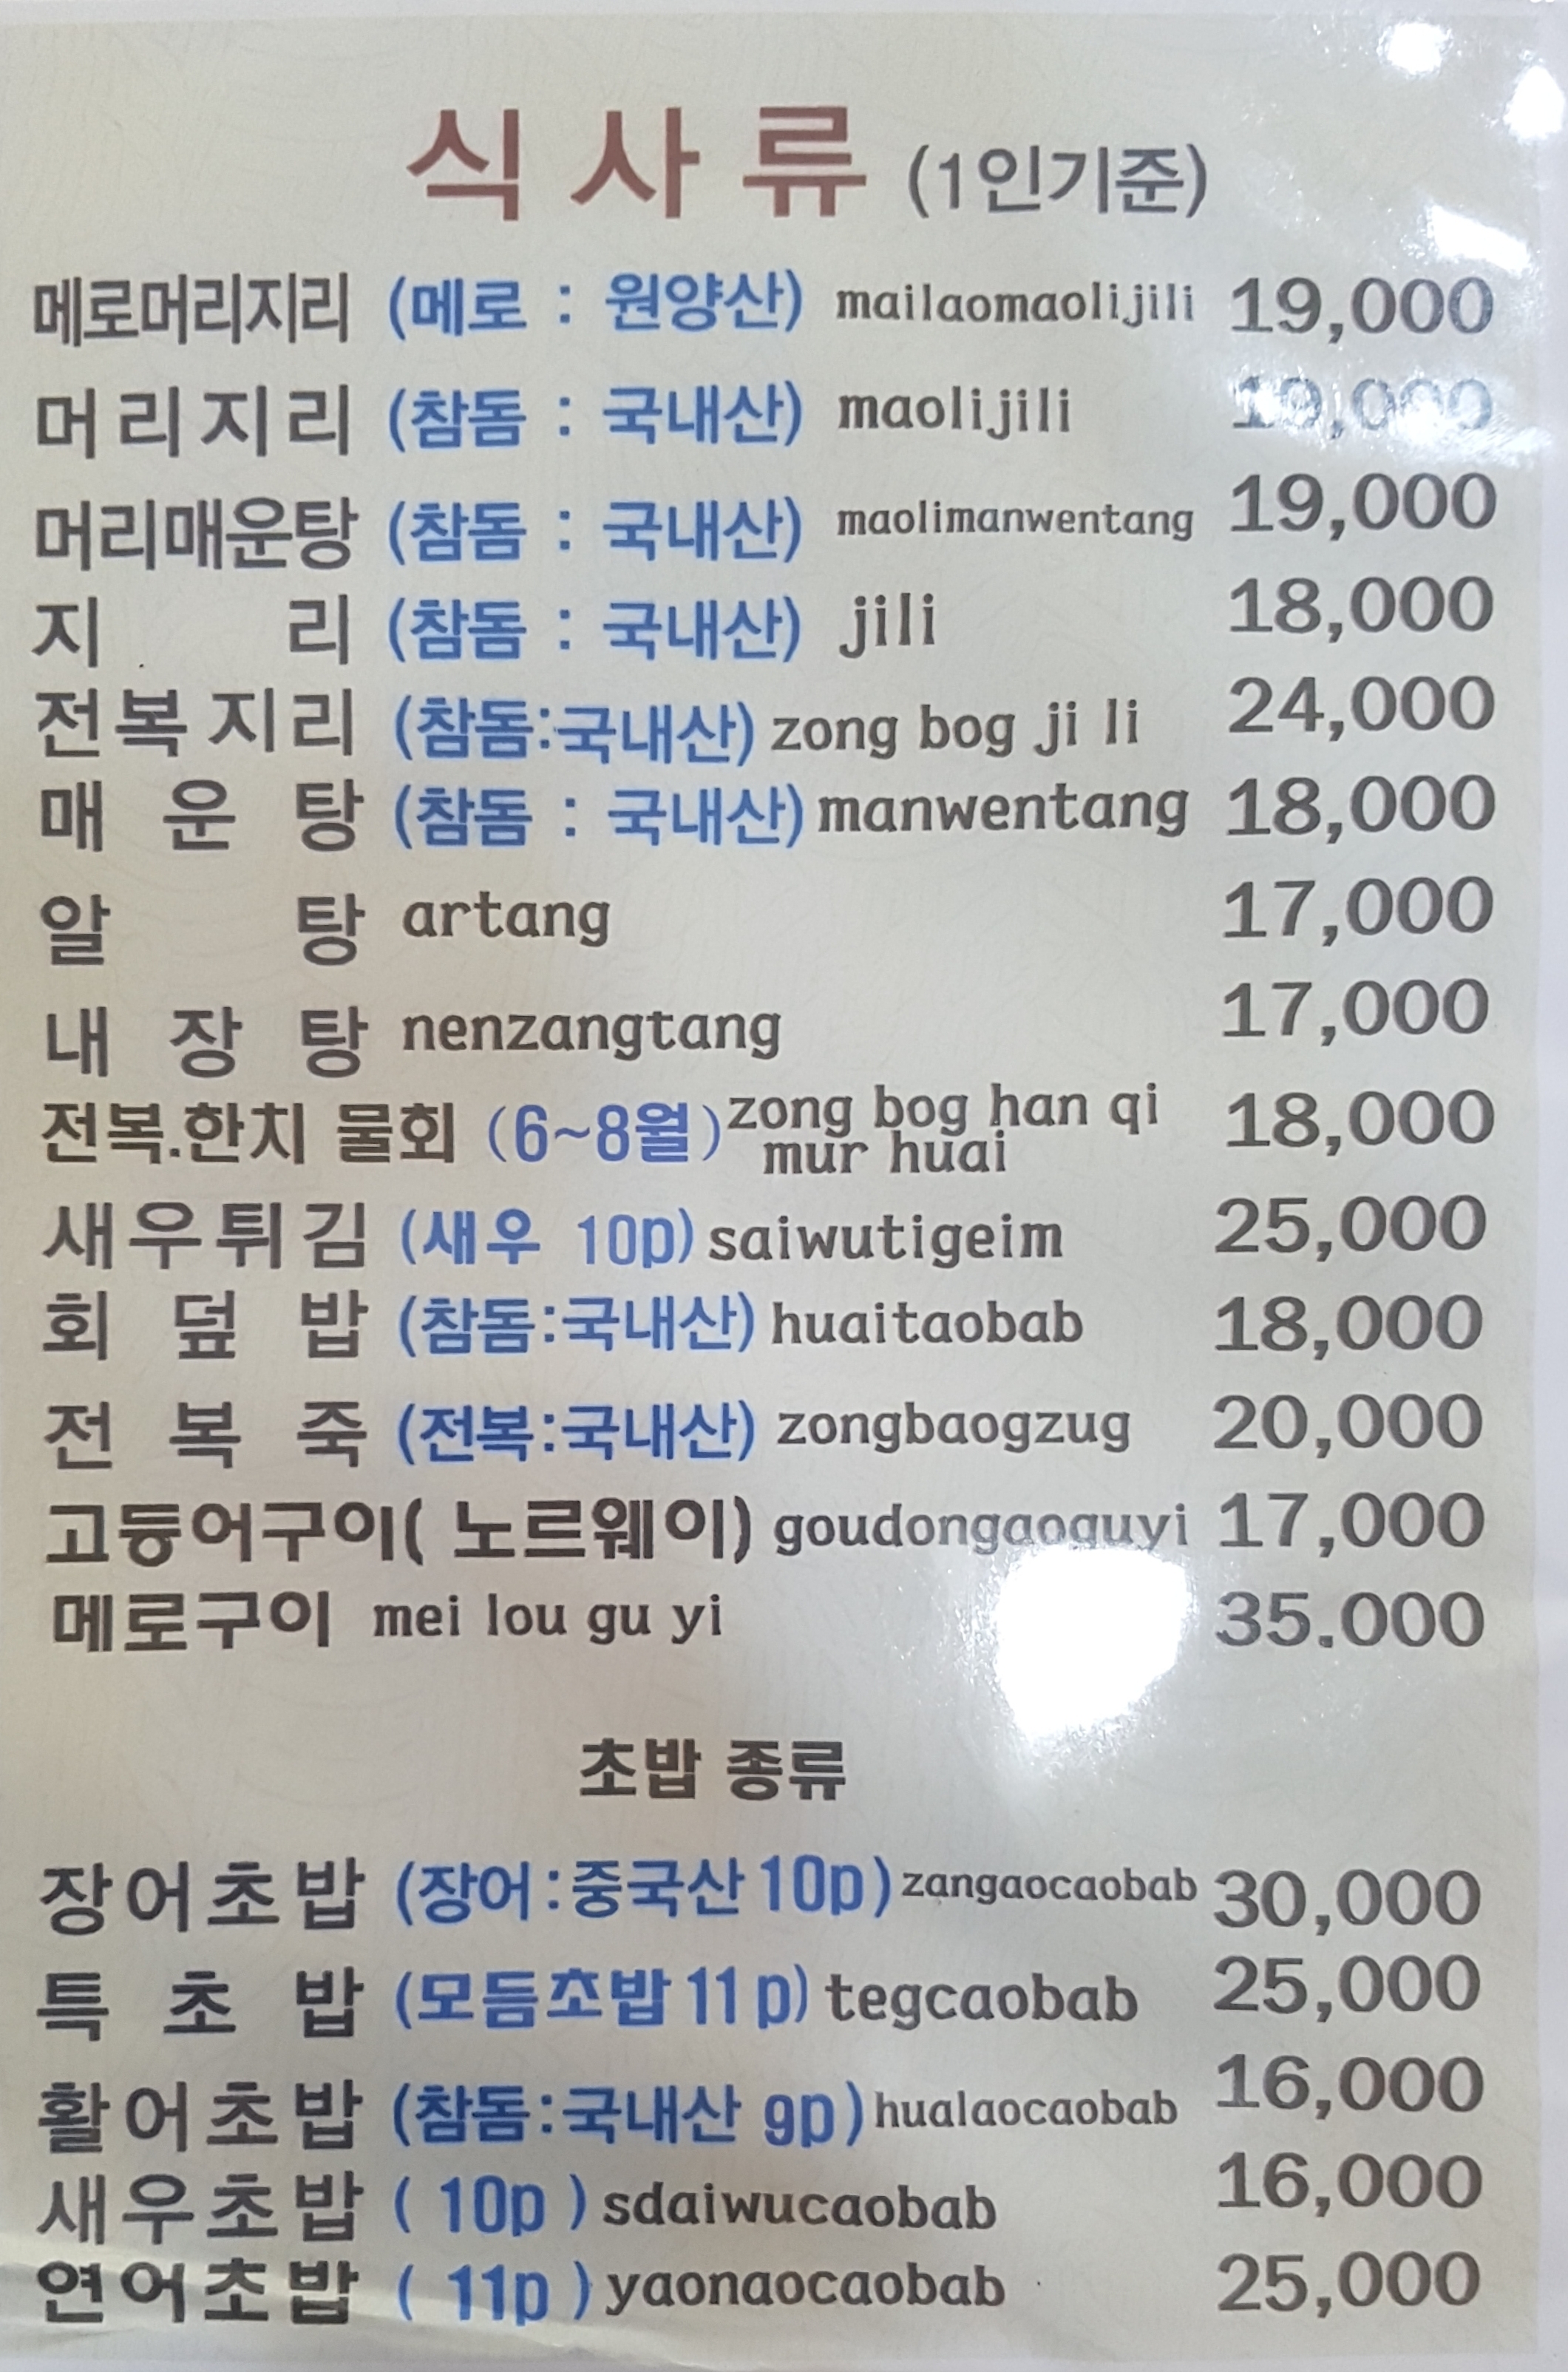 식사류 (1인기준)
메로머리지리 (메로 : 원양산) mailaomaolijili 19,000
머리지리 (참돔 : 국내산) maolijili 19,000
머리매운탕 (참돔 : 국내산) maolimanwentang 19,000
지리 (참돔 : 국내산) jili 18,000
전복지리 (참돔:국내산) zong bog ji li 24,000
매운탕 (참돔 : 국내산) manwentang 18,000
알탕 artang 17,000
내장탕 nenzangtang 17,000
전복.한치 물회 (6~8월) zong bog han qi 18,000
mur huai
새우튀김 (새우 10p) saiwutigeim 25,000
회덮밥 (참돔:국내산) huaitaobab 18,000
전복죽 (전복:국내산) zongbaogzug 20,000
고등어구이( 노르웨이) goudongaoguyi 17,000
메로구이 mei lou gu yi 35.000
초밥 종류
장어초밥 (장어:중국산 10p) zangaocaobab 30,000
특초밥 (모듬초밥 11p) tegcaobab 25,000
활어초밥 (참돔:국내산 9p) hualaocaobab 16,000
새우초밥 ( 10p ) sdaiwucaobab 16,000
연어초밥 ( 11p ) yaonaocaobab 25,000